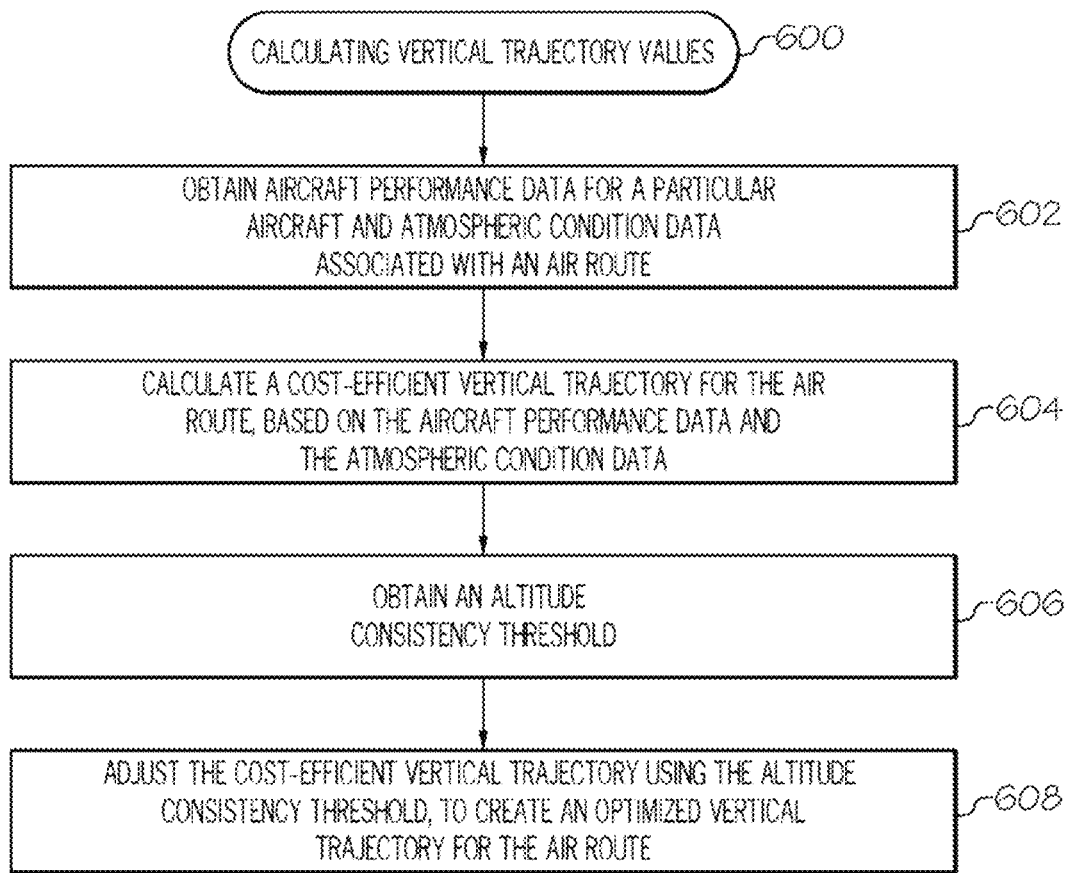 CALCULATING VERTICAL TRAJECTORY VALUES
600
OBTAIN AIRCRAFT PERFORMANCE DATA FOR A PARTICULAR
AIRCRAFT AND ATMOSPHERIC CONDITION DATA
ASSOCIATED WITH AN AIR ROUTE
602
CALCULATE A COST-EFFICIENT VERTICAL TRAJECTORY FOR THE AIR
ROUTE, BASED ON THE AIRCRAFT PERFORMANCE DATA AND
THE ATMOSPHERIC CONDITION DATA
604
OBTAIN AN ALTITUDE
CONSISTENCY THRESHOLD
606
ADJUST THE COST-EFFICIENT VERTICAL TRAJECTORY USING THE ALTITUDE
CONSISTENCY THRESHOLD, TO CREATE AN OPTIMIZED VERTICAL
TRAJECTORY FOR THE AIR ROUTE
608